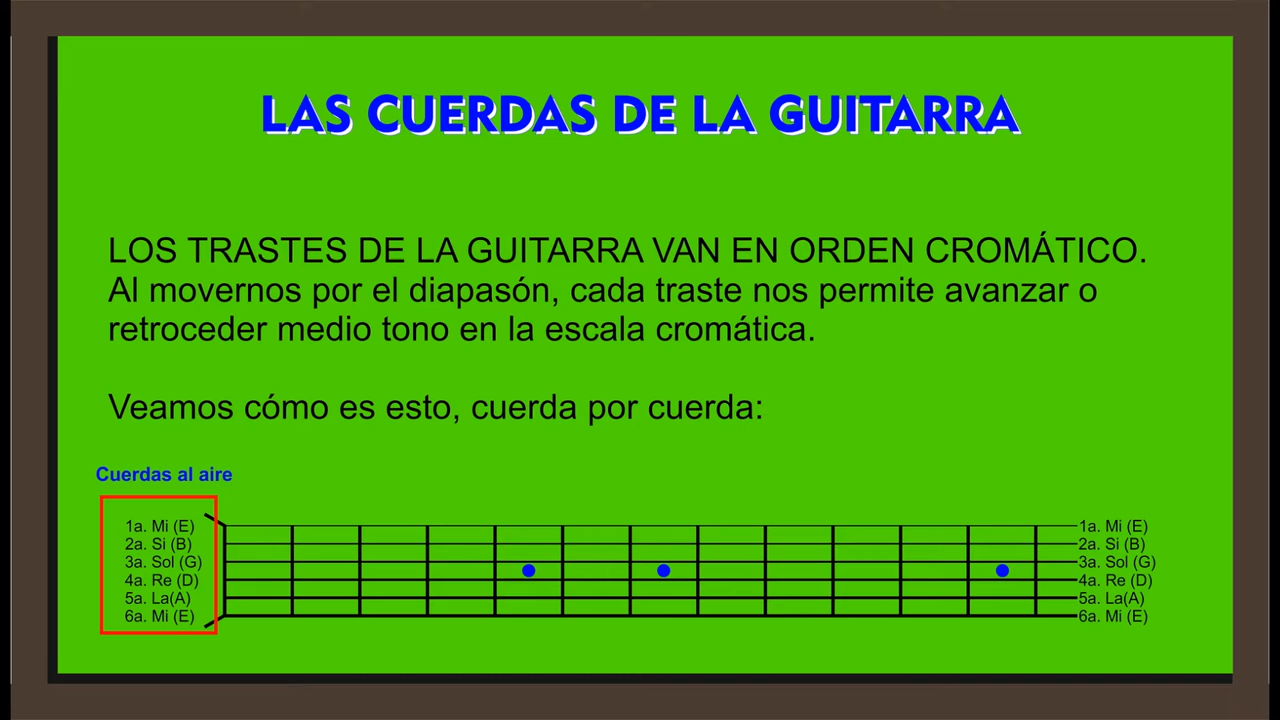 LAS CUERDAS DE LA GUITARRA
LOS TRASTES DE LA GUITARRA VAN EN ORDEN CROMÁTICO.
Al movernos por el diapasón, cada traste nos permite avanzar o
retroceder medio tono en la escala cromática.
Veamos cómo es esto, cuerda por cuerda:
Cuerdas al aire
1a. Mi (E)
2a. Si (B)
3a. Sol (G)
4a. Re (D)
5a. La(A)
6a. Mi (E)
1a. Mi (E)
2a. Si (B)
3a. Sol (G)
4a. Re (D)
5a. La(A)
6a. Mi (E)